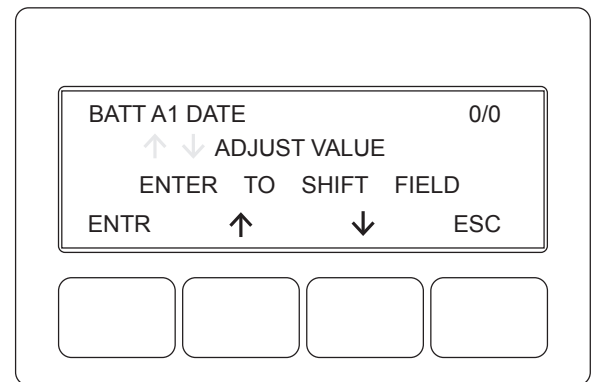 BATT A1 DATE 0/0
↑ ↓ ADJUST VALUE
ENTER TO SHIFT FIELD
ENTR ↑ ↓ ESC